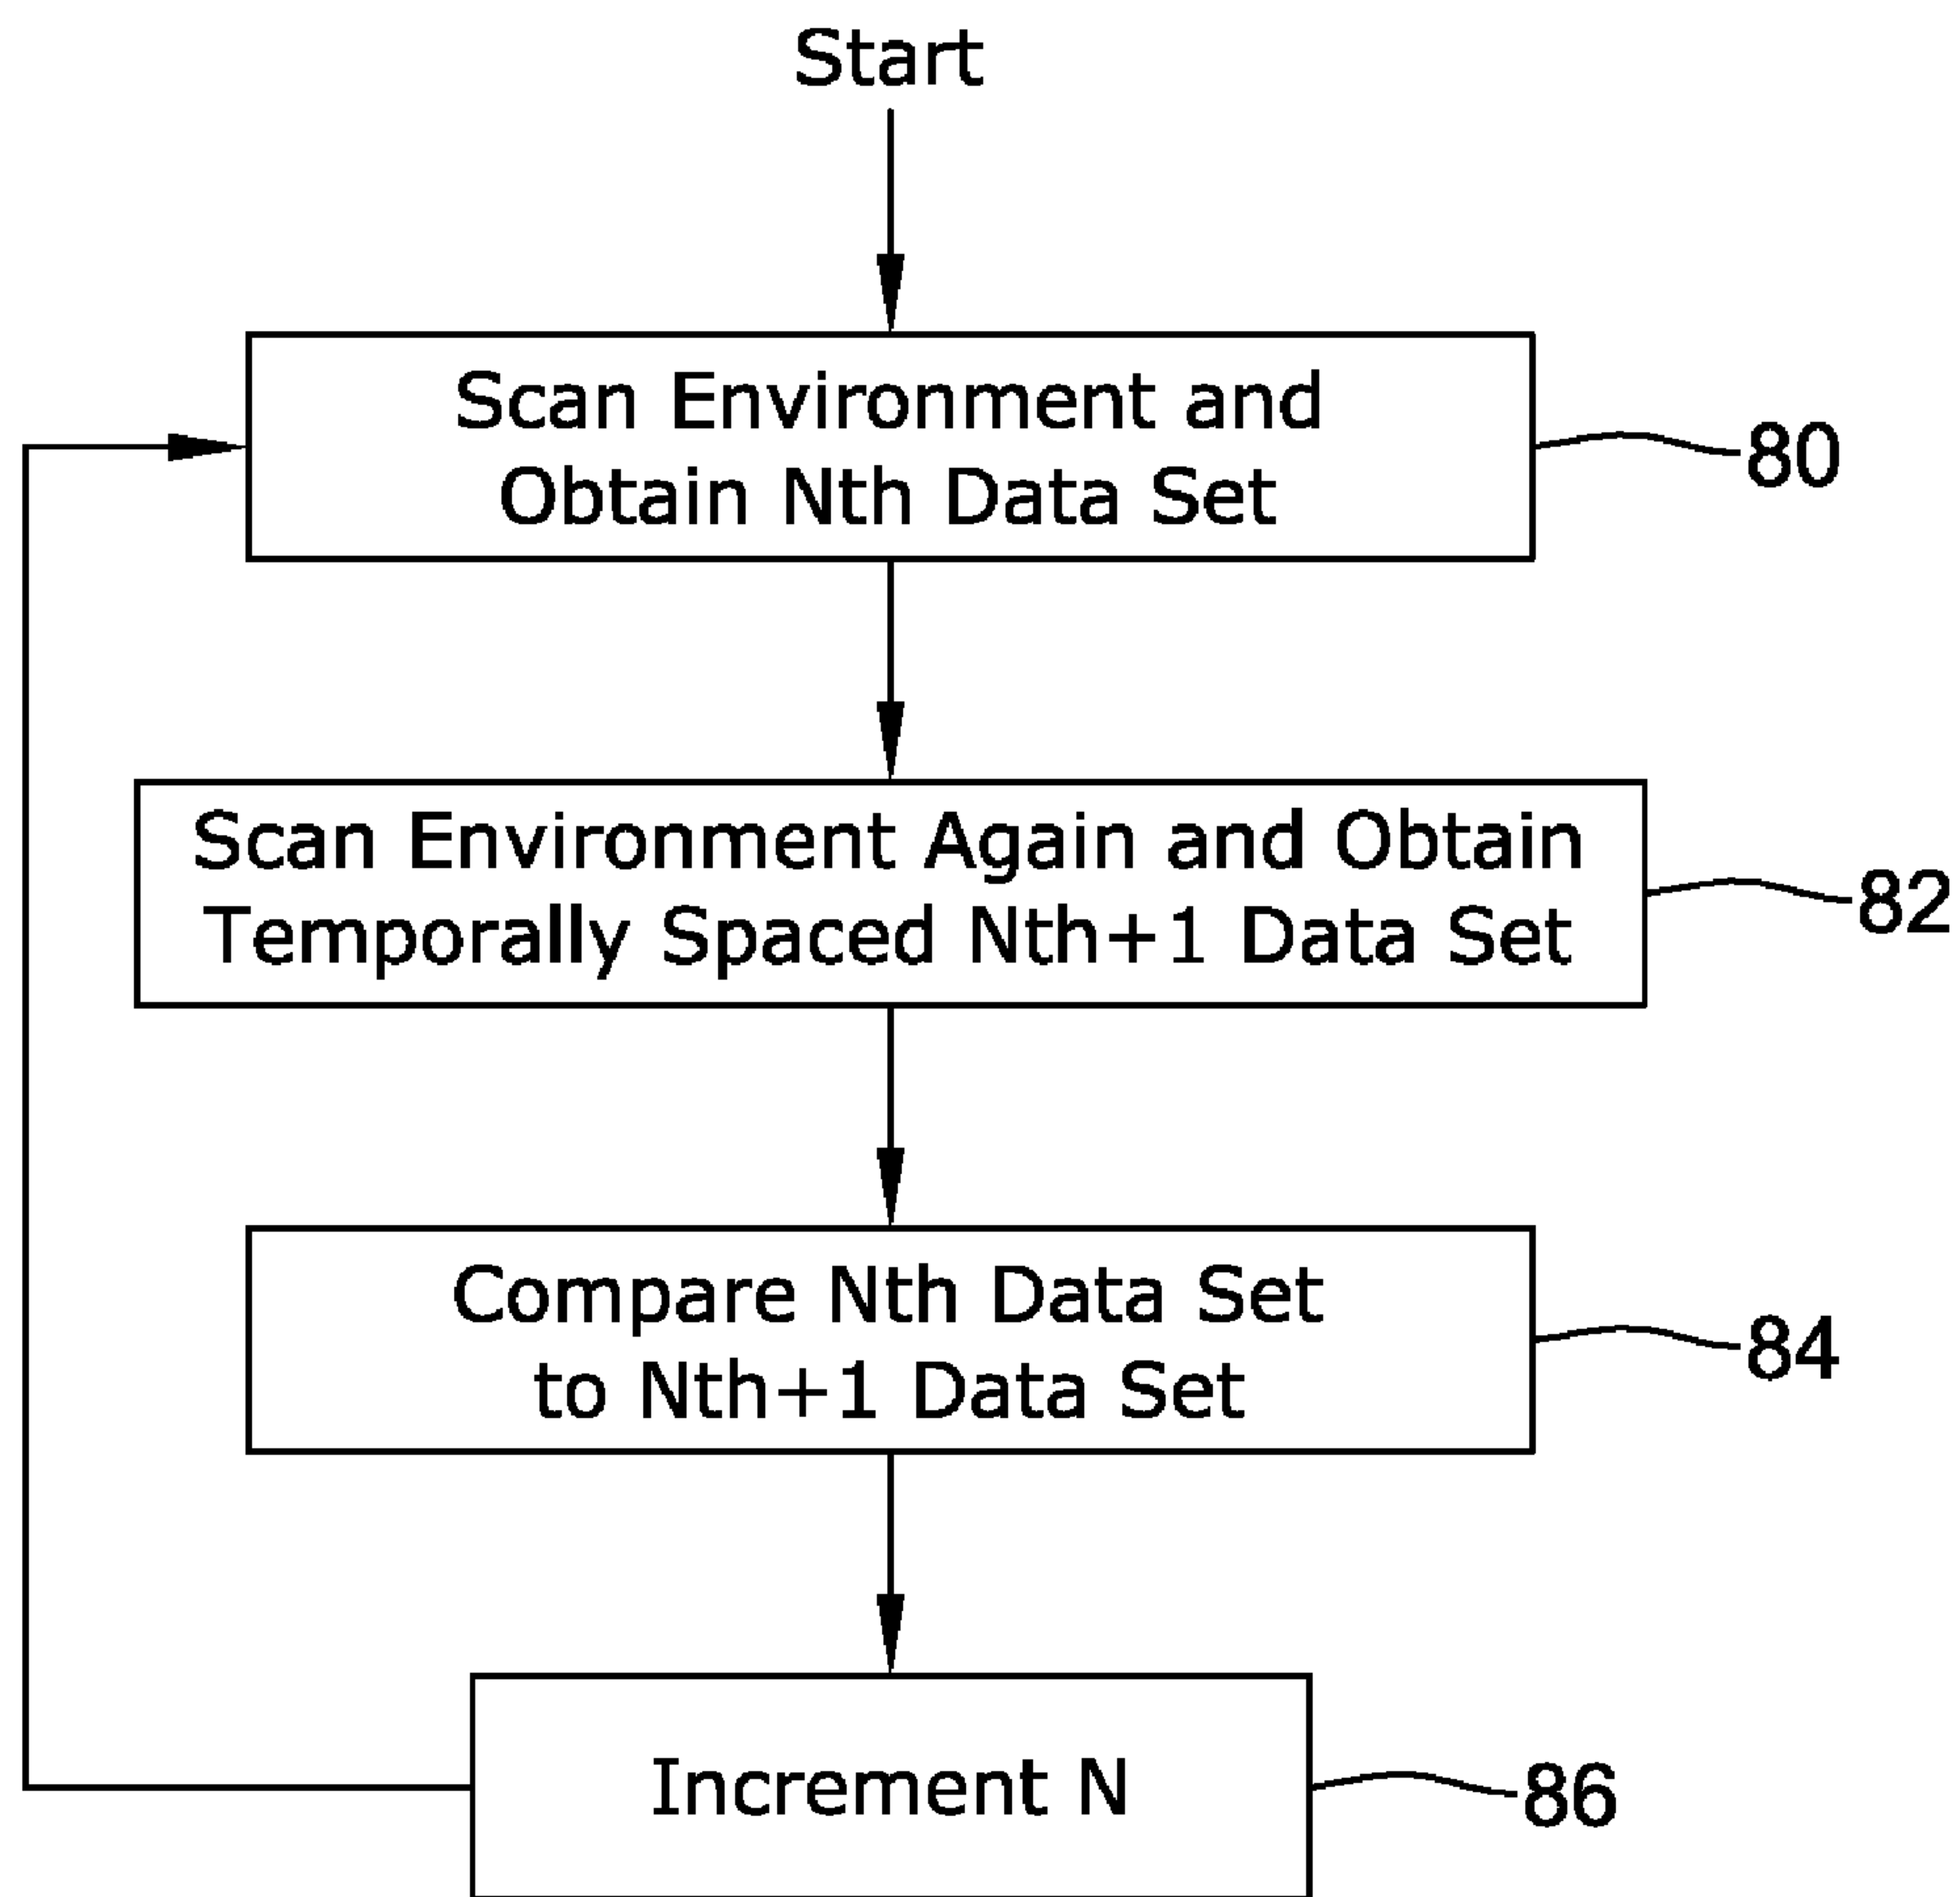 Start
Scan Environment and
Obtain Nth Data Set
80
Scan Environment Again and Obtain
Temporally Spaced Nth+1 Data Set
82
Compare Nth Data Set
to Nth+1 Data Set
84
Increment N
86